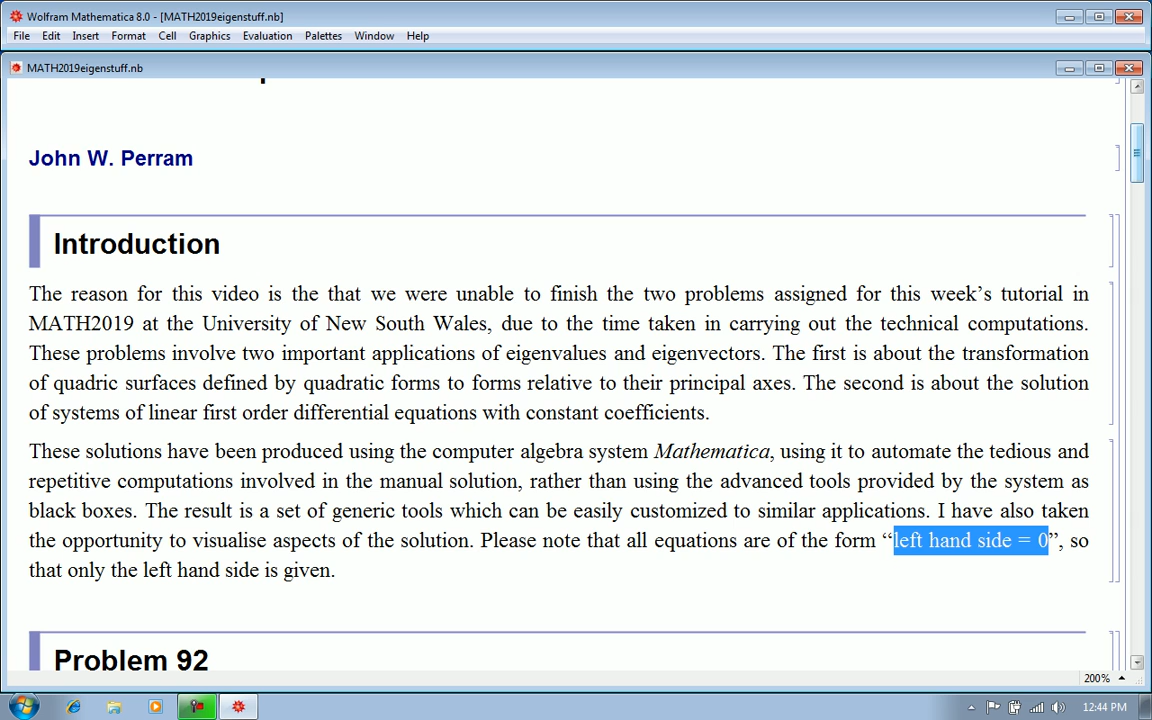 Wolfram Mathematica 8.0 - [MATH2019eigenstuff.nb]
File Edit Insert Format Cell Graphics Evaluation Palettes Window Help
MATH2019eigenstuff.nb
John W. Perram
Introduction
The reason for this video is the that we were unable to finish the two problems assigned for this week’s tutorial in
MATH2019 at the University of New South Wales, due to the time taken in carrying out the technical computations.
These problems involve two important applications of eigenvalues and eigenvectors. The first is about the transformation
of quadric surfaces defined by quadratic forms to forms relative to their principal axes. The second is about the solution
of systems of linear first order differential equations with constant coefficients.
These solutions have been produced using the computer algebra system Mathematica, using it to automate the tedious and
repetitive computations involved in the manual solution, rather than using the advanced tools provided by the system as
black boxes. The result is a set of generic tools which can be easily customized to similar applications. I have also taken
the opportunity to visualise aspects of the solution. Please note that all equations are of the form “left hand side = 0”, so
that only the left hand side is given.
Problem 92
200%
12:44 PM